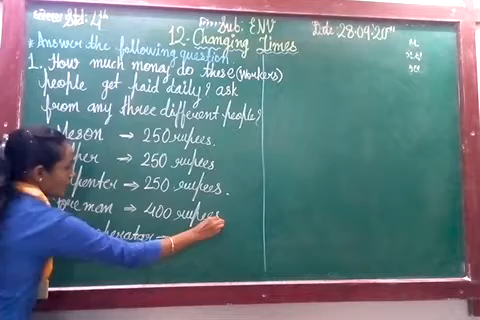 Std: 4th Sub: ENV Date 28.09.20
12. Changing Times
* Answer the following question
1. How much money do these (Workers)
people get paid daily? ask
from any three different people?
→ 250 rupees.
→ 250 rupees
→ 250 rupees.
→ 400 rupees